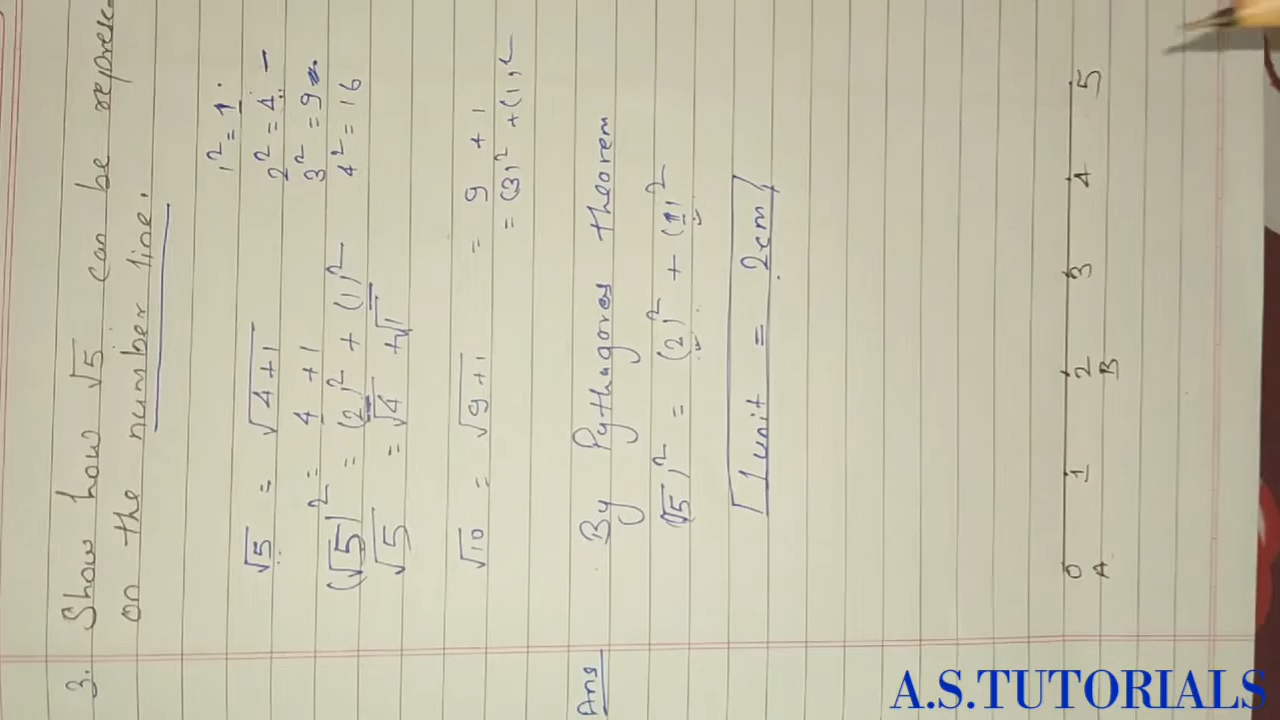 3. Show how √5 can be represe
on the number line.
1² = 1
√5 = √4+1
2² = 4
= 4 + 1
3² = 9
(√5)² = (2)² + (1)²
4² = 16
√5 = √4 + √1
√10 = √9+1 = 9 + 1
= (3)² + (1)²
Ans By Pythagores theorem
(√5)² = (2)² + (1)²
1 unit = 2cm
0 1 2 3 4 5
A B
A.S.TUTORIALS